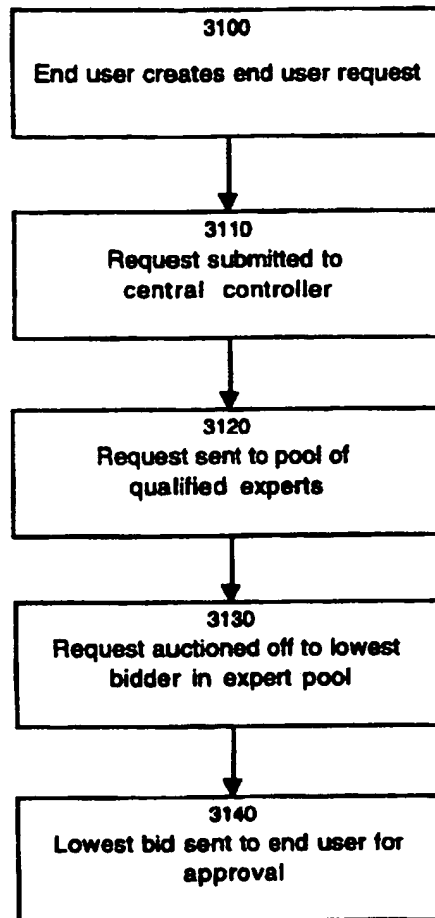 3100
End user creates end user request
3110
Request submitted to
central controller
3120
Request sent to pool of
qualified experts
3130
Request auctioned off to lowest
bidder in expert pool
3140
Lowest bid sent to end user for
approval